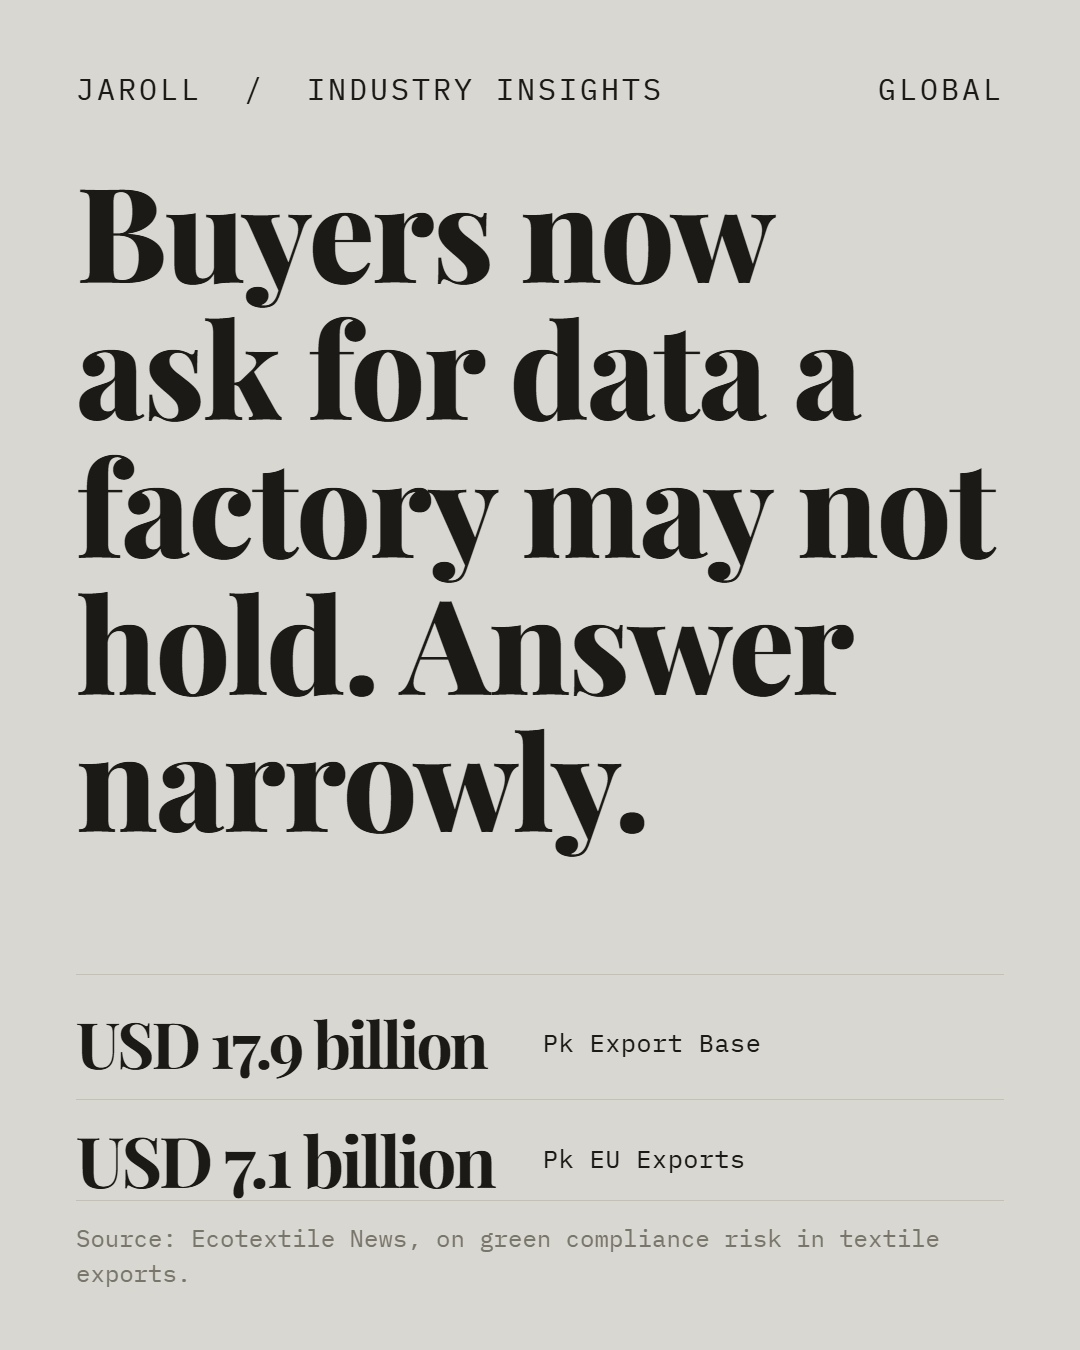 JAROLL / INDUSTRY INSIGHTS GLOBAL
Buyers now
ask for data a
factory may not
hold. Answer
narrowly.
USD 17.9 billion Pk Export Base
USD 7.1 billion Pk EU Exports
Source: Ecotextile News, on green compliance risk in textile
exports.